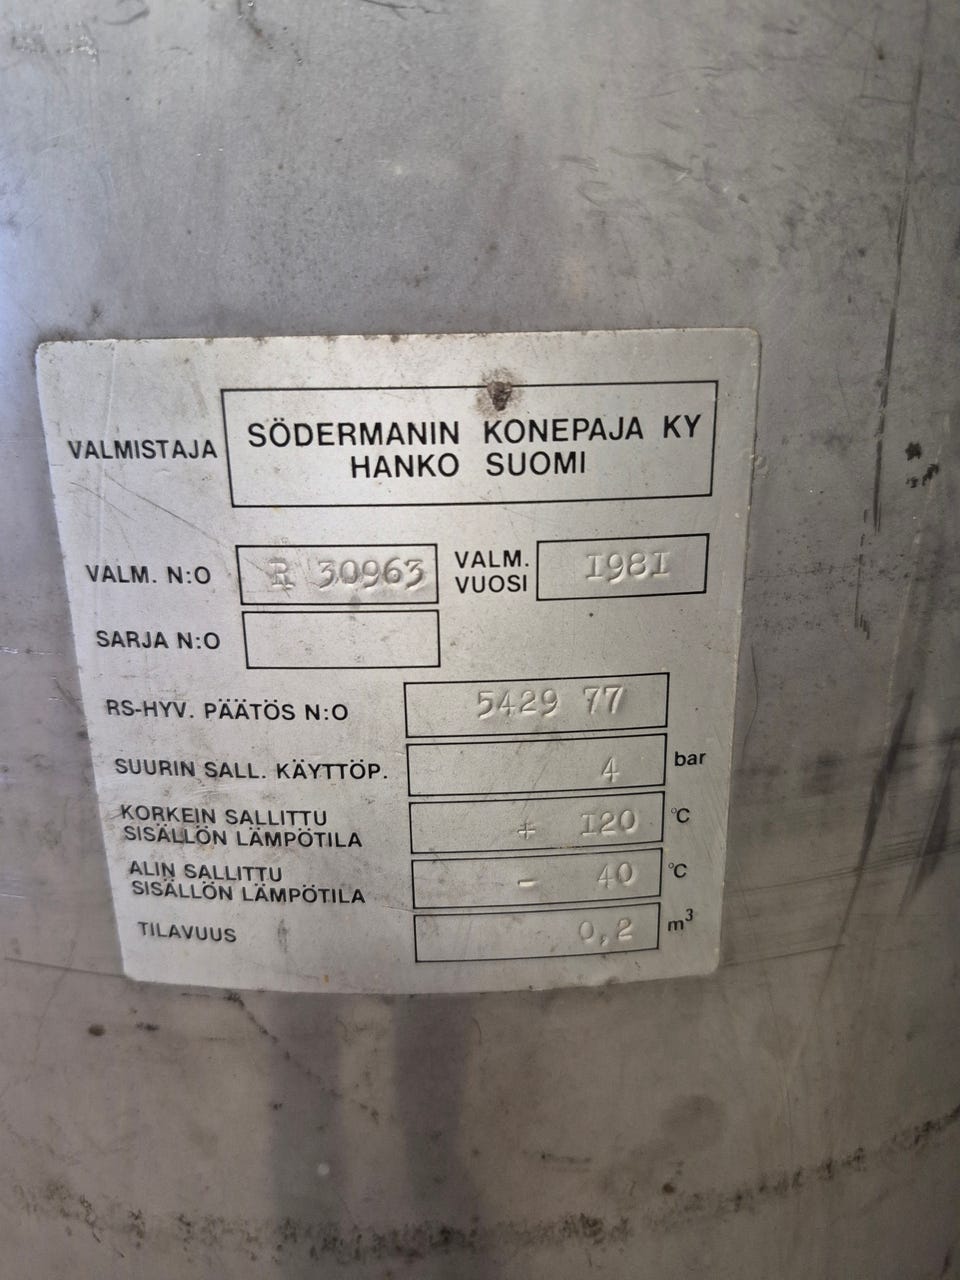 VALMISTAJA
SÖDERMANIN KONEPAJA KY
HANKO SUOMI
VALM. N:O R 30963
VALM. VUOSI 1981
SARJA N:O
RS-HYV. PÄÄTÖS N:O 5429 77
SUURIN SALL. KÄYTTÖP. 4 bar
KORKEIN SALLITTU
SISÄLLÖN LÄMPÖTILA + 120 °C
ALIN SALLITTU
SISÄLLÖN LÄMPÖTILA - 40 °C
TILAVUUS 0,2 m³